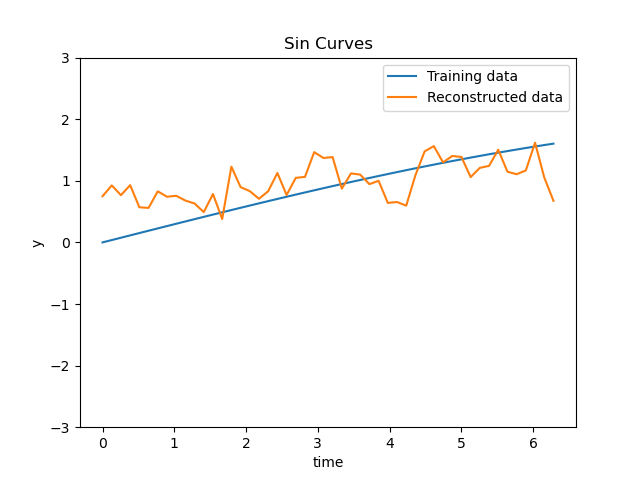 Sin Curves
Training data
Reconstructed data
3
2
1
0
−1
−2
−3
y
0 1 2 3 4 5 6
time